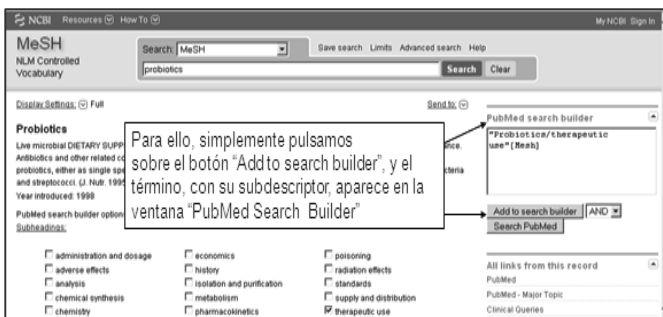 NCBI Resources How To My NCBI Sign In
MeSH
NLM Controlled
Vocabulary
Search: MeSH Save search Limits Advanced search Help
probiotics Search Clear
Display Settings: Full Send to:
PubMed search builder
"Probiotics/therapeutic
use"[Mesh]
Probiotics
Live microbial DIETARY SUPP
Antibiotics and other related
probiotics, either as single
and streptococci. (J. Nutr. 1995
Year introduced: 1998
Para ello, simplemente pulsamos
sobre el botón "Add to search builder", y el
término, con su subdescriptor, aparece en la
ventana "PubMed Search Builder"
PubMed search builder
Subheadings:
Add to search builder AND
Search PubMed
administration and dosage economics poisoning
adverse effects history radiation effects
analysis isolation and purification standards
chemical synthesis metabolism supply and distribution
chemistry pharmacokinetics therapeutic use
All links from this record
PubMed
PubMed - Major Topic
Clinical Queries